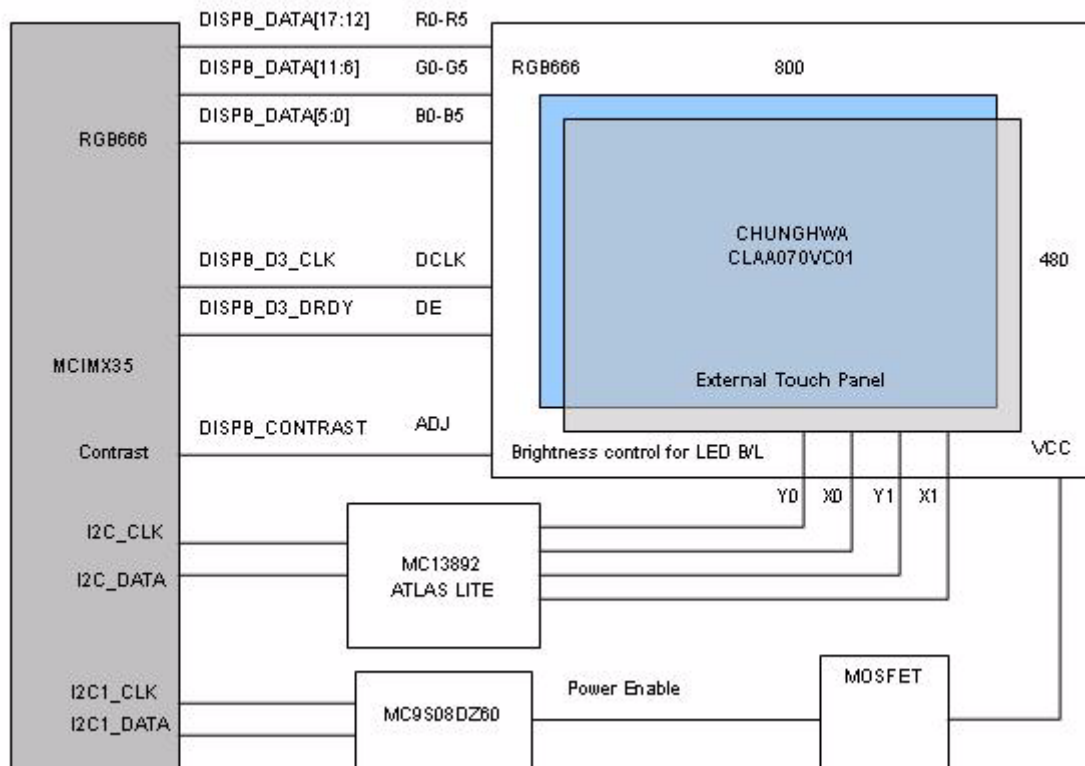 DISPB_DATA[17:12] R0-R5
DISPB_DATA[11:6] G0-G5
RGB666 800
DISPB_DATA[5:0] B0-B5
RGB666
CHUNGHWA
CLAA070VC01
480
DISPB_D3_CLK DCLK
DISPB_D3_DRDY DE
MCIMX35
External Touch Panel
DISPB_CONTRAST ADJ
Contrast
Brightness control for LED B/L
VCC
Y0 X0 Y1 X1
I2C_CLK
I2C_DATA
MC13892
ATLAS LITE
I2C1_CLK
I2C1_DATA
MC9S08DZ60
Power Enable
MOSFET